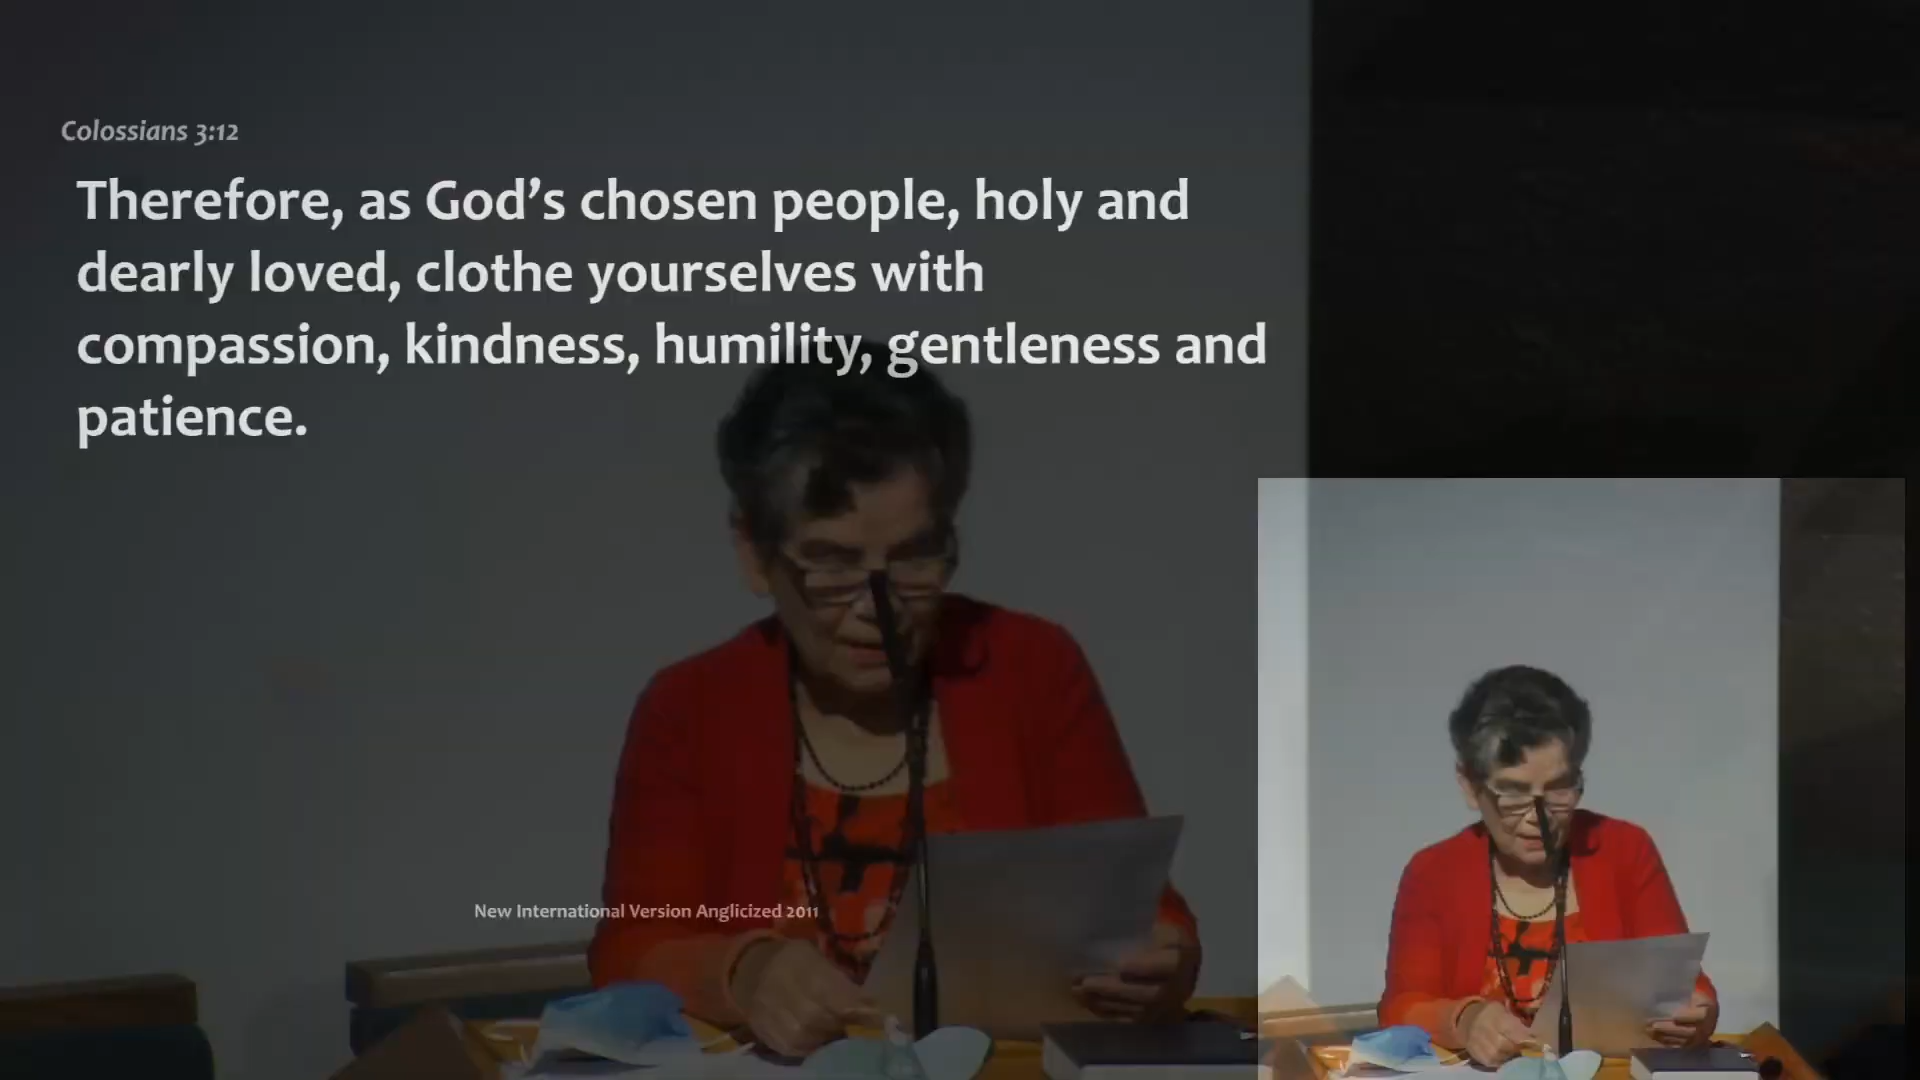 Colossians 3:12
Therefore, as God’s chosen people, holy and
dearly loved, clothe yourselves with
compassion, kindness, humility, gentleness and
patience.
New International Version Anglicized 2011